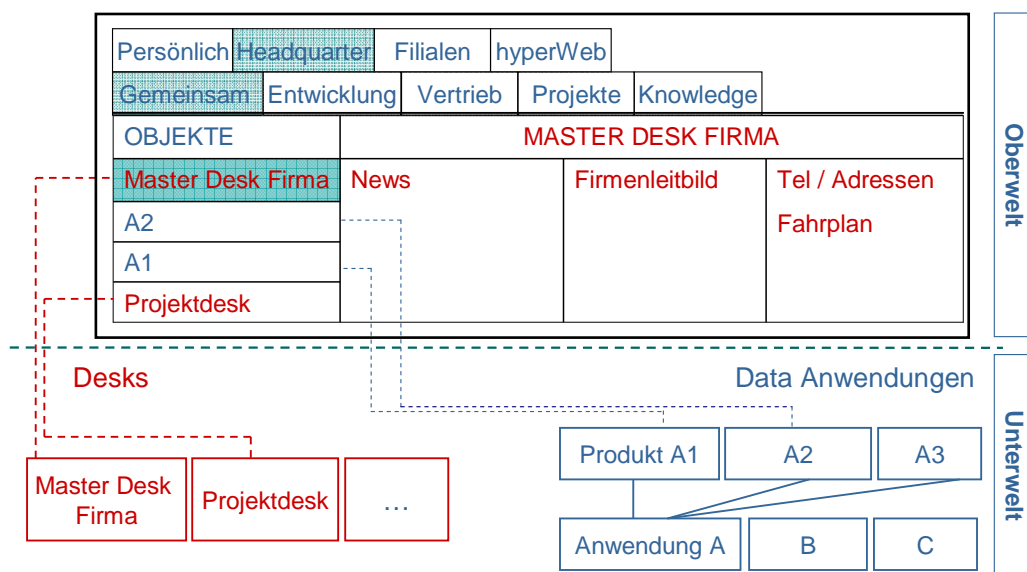 Persönlich Headquarter Filialen hyperWeb
Gemeinsam Entwicklung Vertrieb Projekte Knowledge
OBJEKTE MASTER DESK FIRMA
Master Desk Firma News Firmenleitbild Tel / Adressen
A2 Fahrplan
A1
Projektdesk
Oberwelt
Desks Data Anwendungen
Produkt A1 A2 A3
Master Desk
Firma
Projektdesk
...
Anwendung A B C
Unterwelt